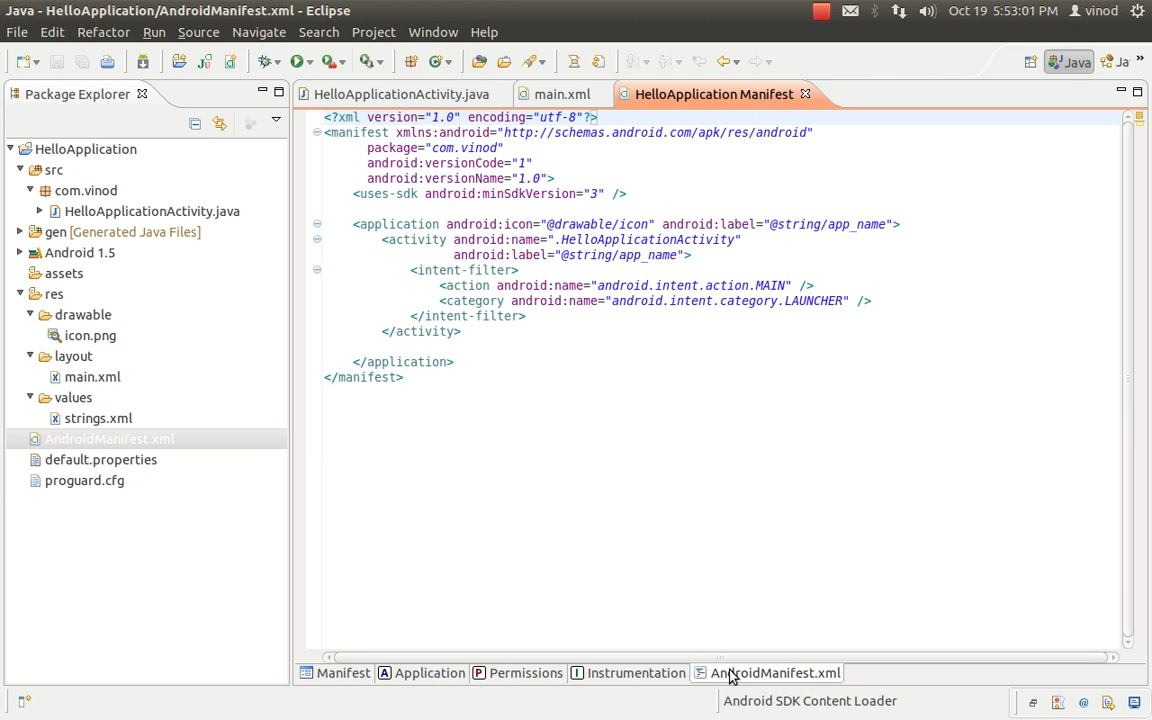 Java - HelloApplication/AndroidManifest.xml - Eclipse
Oct 19 5:53:01 PM vinod
File Edit Refactor Run Source Navigate Search Project Window Help
Java Ja
Package Explorer
HelloApplication
src
com.vinod
HelloApplicationActivity.java
gen [Generated Java Files]
Android 1.5
assets
res
drawable
icon.png
layout
main.xml
values
strings.xml
AndroidManifest.xml
default.properties
proguard.cfg
HelloApplicationActivity.java main.xml HelloApplication Manifest
<?xml version="1.0" encoding="utf-8"?>
<manifest xmlns:android="http://schemas.android.com/apk/res/android"
package="com.vinod"
android:versionCode="1"
android:versionName="1.0">
<uses-sdk android:minSdkVersion="3" />
<application android:icon="@drawable/icon" android:label="@string/app_name">
<activity android:name=".HelloApplicationActivity"
android:label="@string/app_name">
<intent-filter>
<action android:name="android.intent.action.MAIN" />
<category android:name="android.intent.category.LAUNCHER" />
</intent-filter>
</activity>
</application>
</manifest>
Manifest A Application P Permissions I Instrumentation AndroidManifest.xml
Android SDK Content Loader